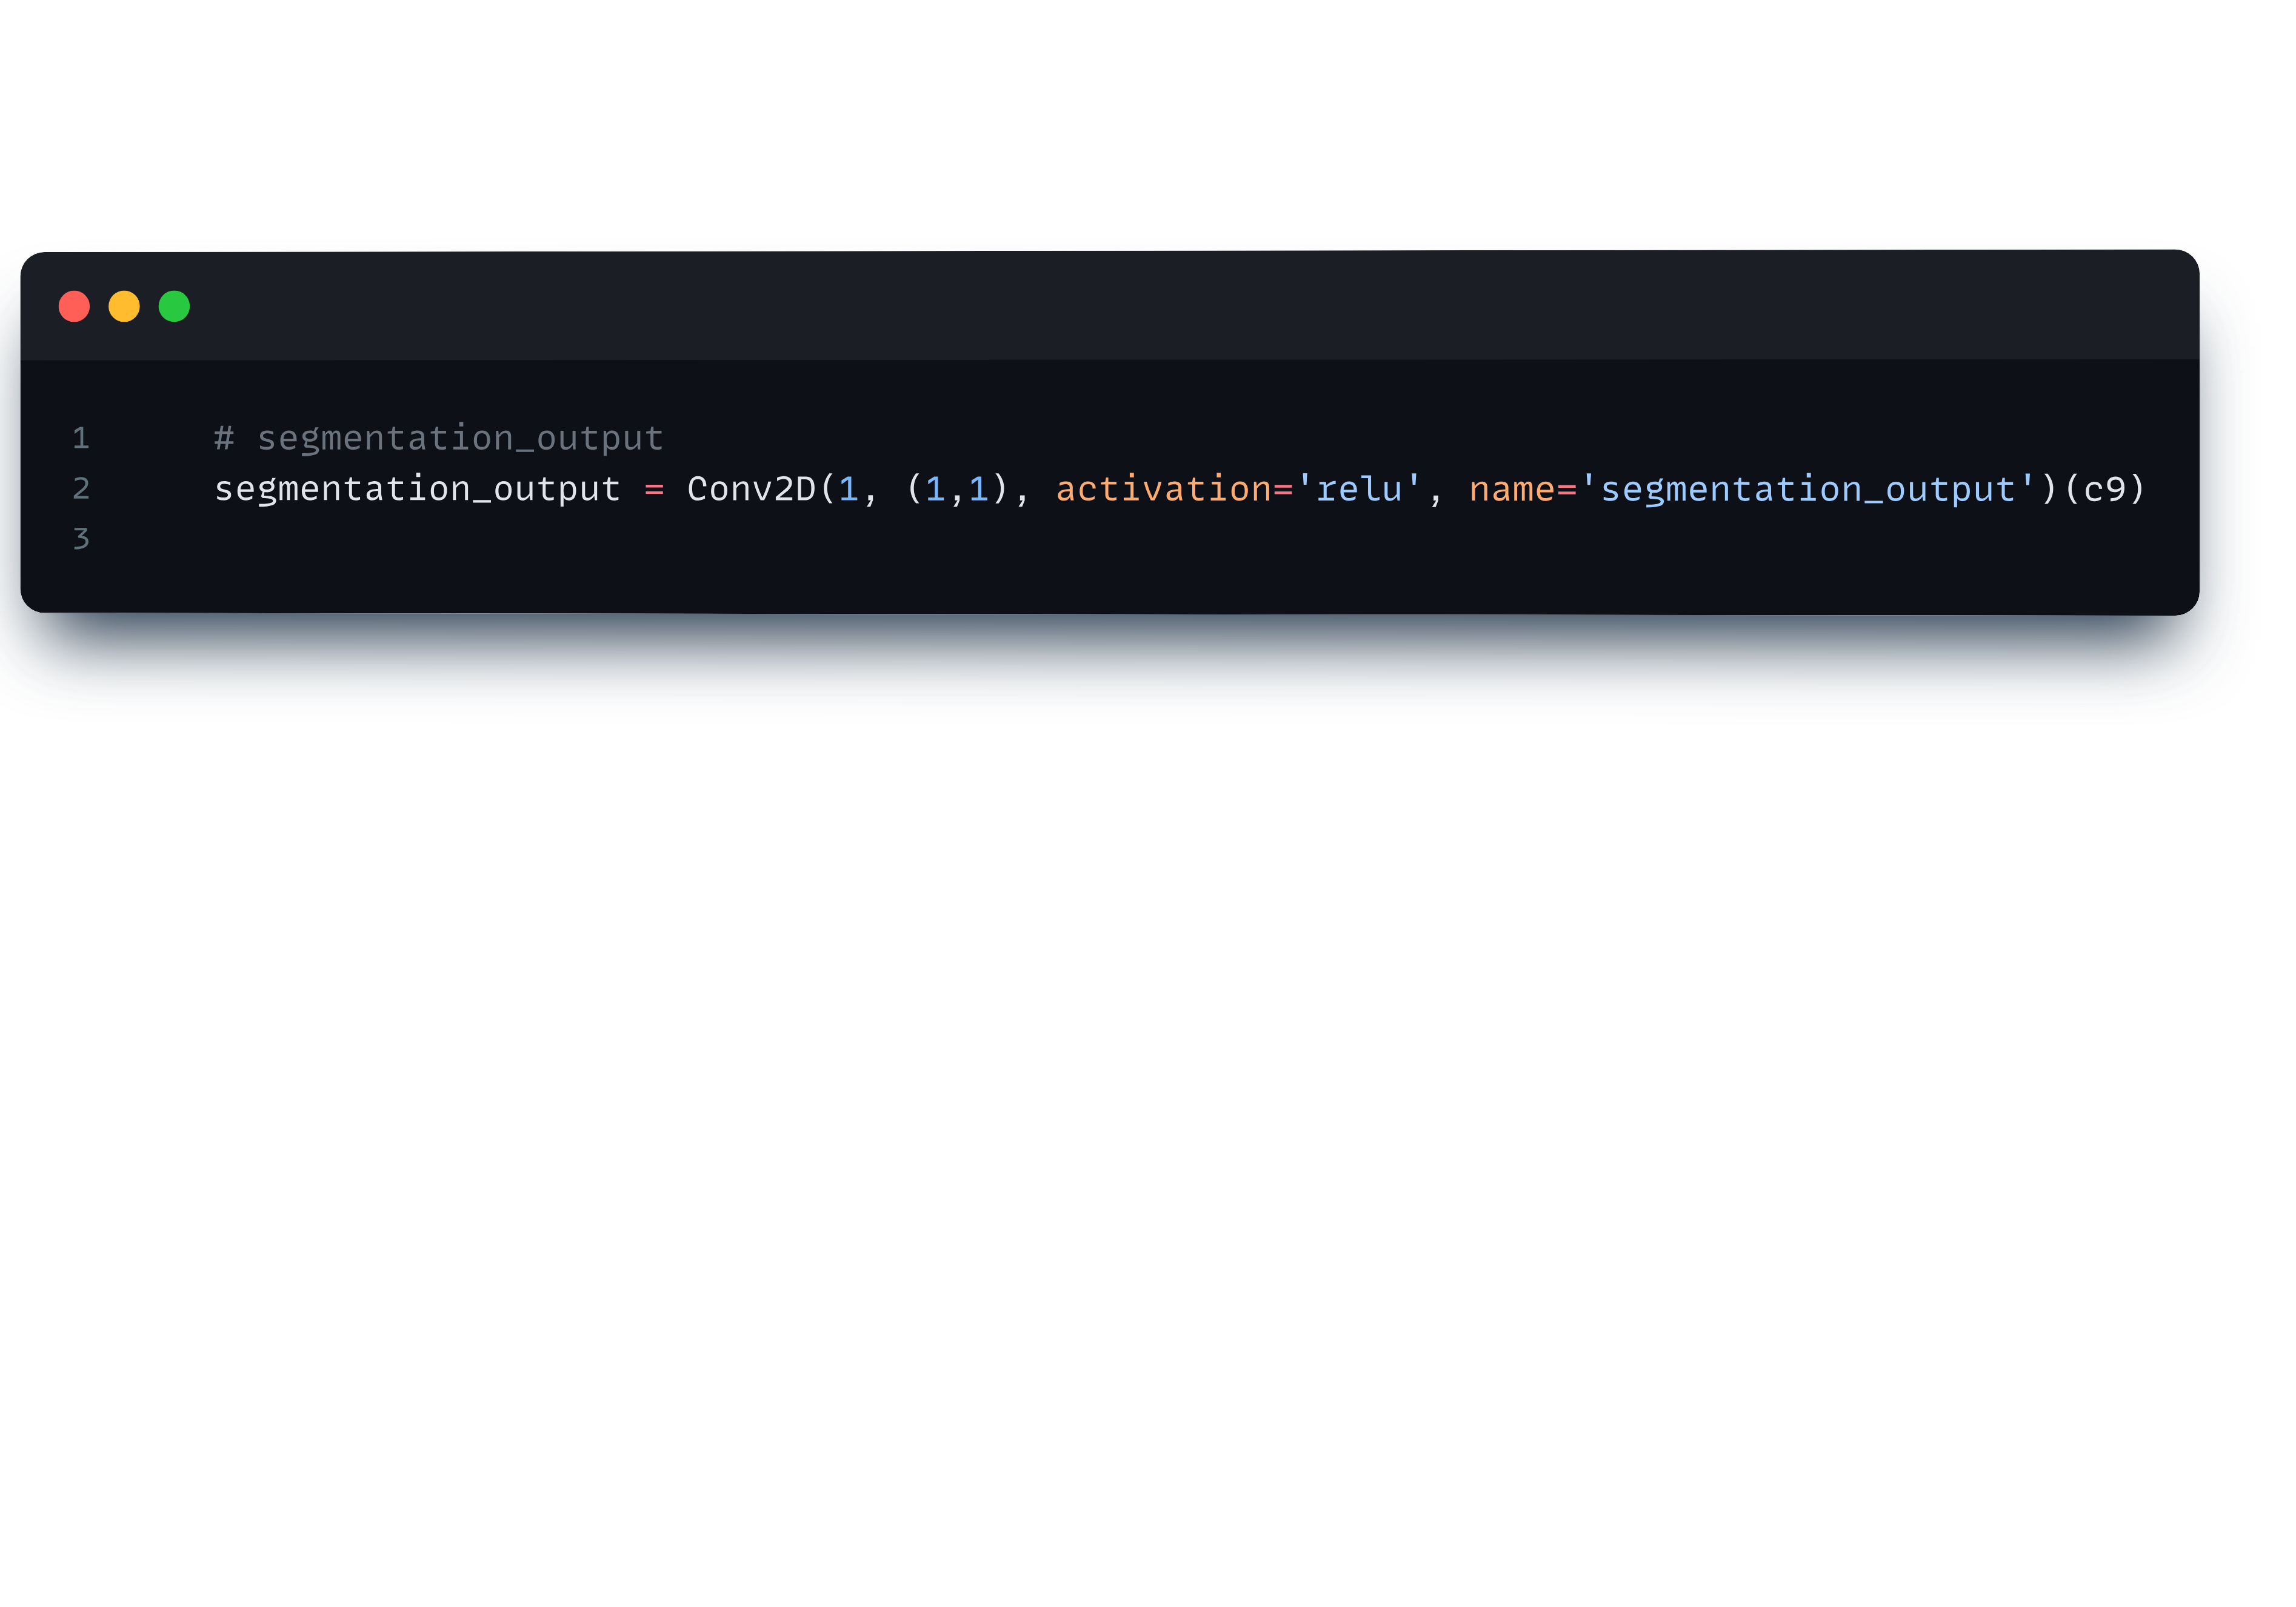 1 # segmentation_output
2 segmentation_output = Conv2D(1, (1,1), activation='relu', name='segmentation_output')(c9)
3